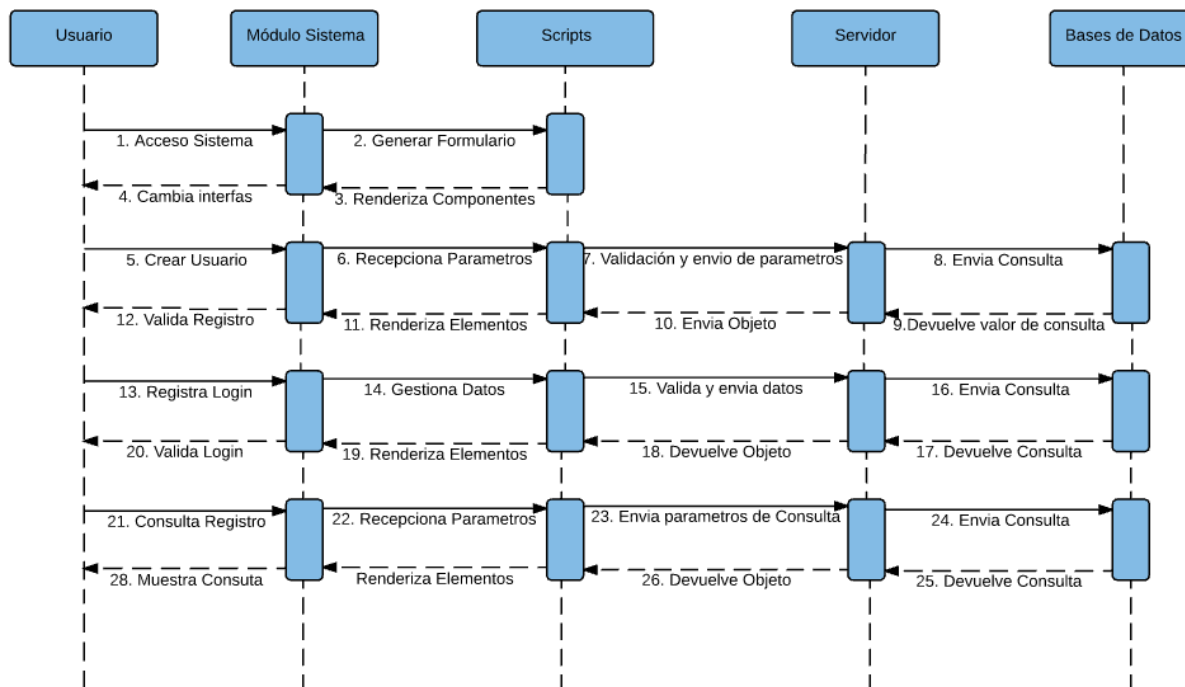 Usuario
Módulo Sistema
Scripts
Servidor
Bases de Datos
1. Acceso Sistema
2. Generar Formulario
4. Cambia interfas
3. Renderiza Componentes
5. Crear Usuario
6. Recepciona Parametros
7. Validación y envio de parametros
8. Envia Consulta
12. Valida Registro
11. Renderiza Elementos
10. Envia Objeto
9.Devuelve valor de consulta
13. Registra Login
14. Gestiona Datos
15. Valida y envia datos
16. Envia Consulta
20. Valida Login
19. Renderiza Elementos
18. Devuelve Objeto
17. Devuelve Consulta
21. Consulta Registro
22. Recepciona Parametros
23. Envia parametros de Consulta
24. Envia Consulta
28. Muestra Consuta
Renderiza Elementos
26. Devuelve Objeto
25. Devuelve Consulta